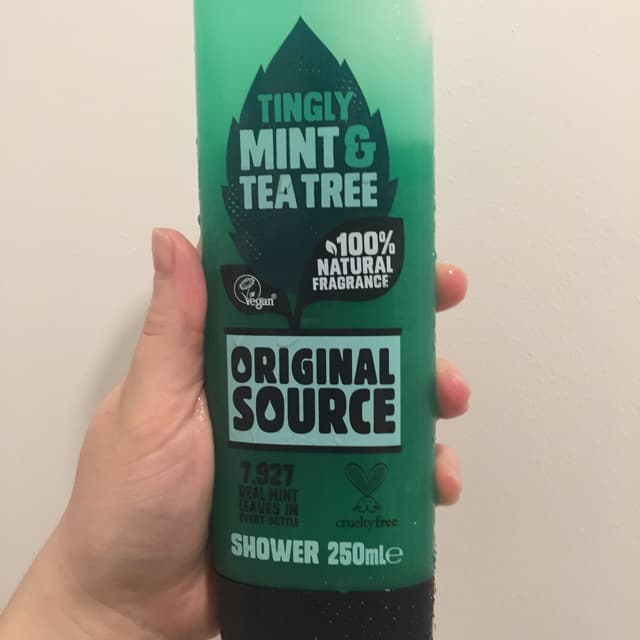 TINGLY
MINT &
TEA TREE
100%
NATURAL
FRAGRANCE
Vegan
ORIGINAL
SOURCE
7,927
REAL MINT
LEAVES IN
EVERY BOTTLE
crueltyfree
SHOWER 250mLe